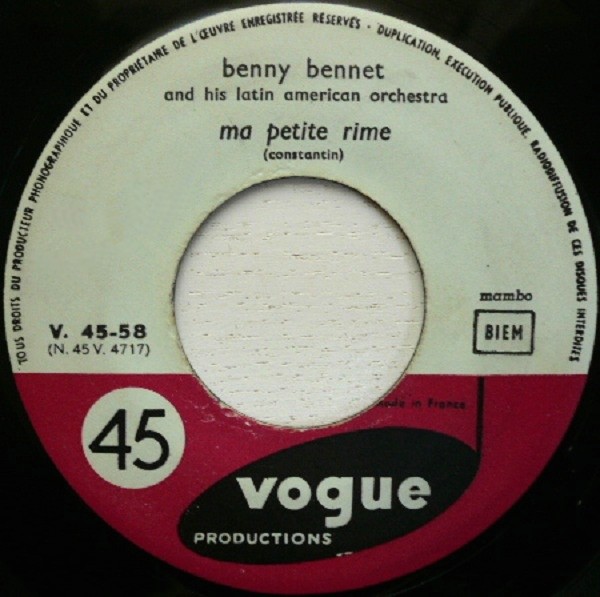 TOUS DROITS DU PRODUCTEUR PHONOGRAPHIQUE ET DU PROPRIÉTAIRE DE L'ŒUVRE ENREGISTRÉE RÉSERVÉS - DUPLICATION, EXÉCUTION PUBLIQUE, RADIODIFFUSION DE CES DISQUES INTERDITES
benny bennet
and his latin american orchestra
ma petite rime
(constantin)
mambo
V. 45-58
BIEM
(N. 45 V. 4717)
45
made in France
vogue
PRODUCTIONS